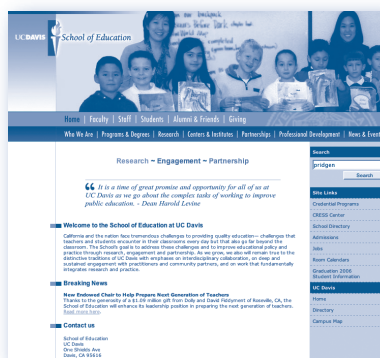 UCDAVIS School of Education
Home | Faculty | Staff | Students | Alumni & Friends | Giving
Who We Are | Programs & Degrees | Research | Centers & Institutes | Partnerships | Professional Development | News & Event
Research ~ Engagement ~ Partnership
“ It is a time of great promise and opportunity for all of us at
UC Davis as we go about the complex tasks of working to improve
public education. - Dean Harold Levine
Welcome to the School of Education at UC Davis
California and the nation face tremendous challenges to providing quality education— challenges that
teachers and students encounter in their classrooms every day but that also go far beyond the
classroom. The School's goal is to address these challenges and to improve educational policy and
practice through research, engagement and partnership. As we grow, we also will remain true to the
distinctive traditions of UC Davis with emphases on interdisciplinary collaboration, on deep and
sustained engagement with practitioners and community partners, and on work that fundamentally
integrates research and practice.
Breaking News
New Endowed Chair to Help Prepare Next Generation of Teachers
Thanks to the generosity of a $1.09 million gift from Dolly and David Fiddyment of Roseville, CA, the
School of Education will enhance its leadership position in preparing the next generation of teachers.
Read more here.
Contact us
School of Education
UC Davis
One Shields Ave
Davis, CA 95616
Search
pridgen
Search
Site Links
Credential Programs
CRESS Center
School Directory
Admissions
Jobs
Room Calendars
Graduation 2008
Student Information
UC Davis
Home
Directory
Campus Map